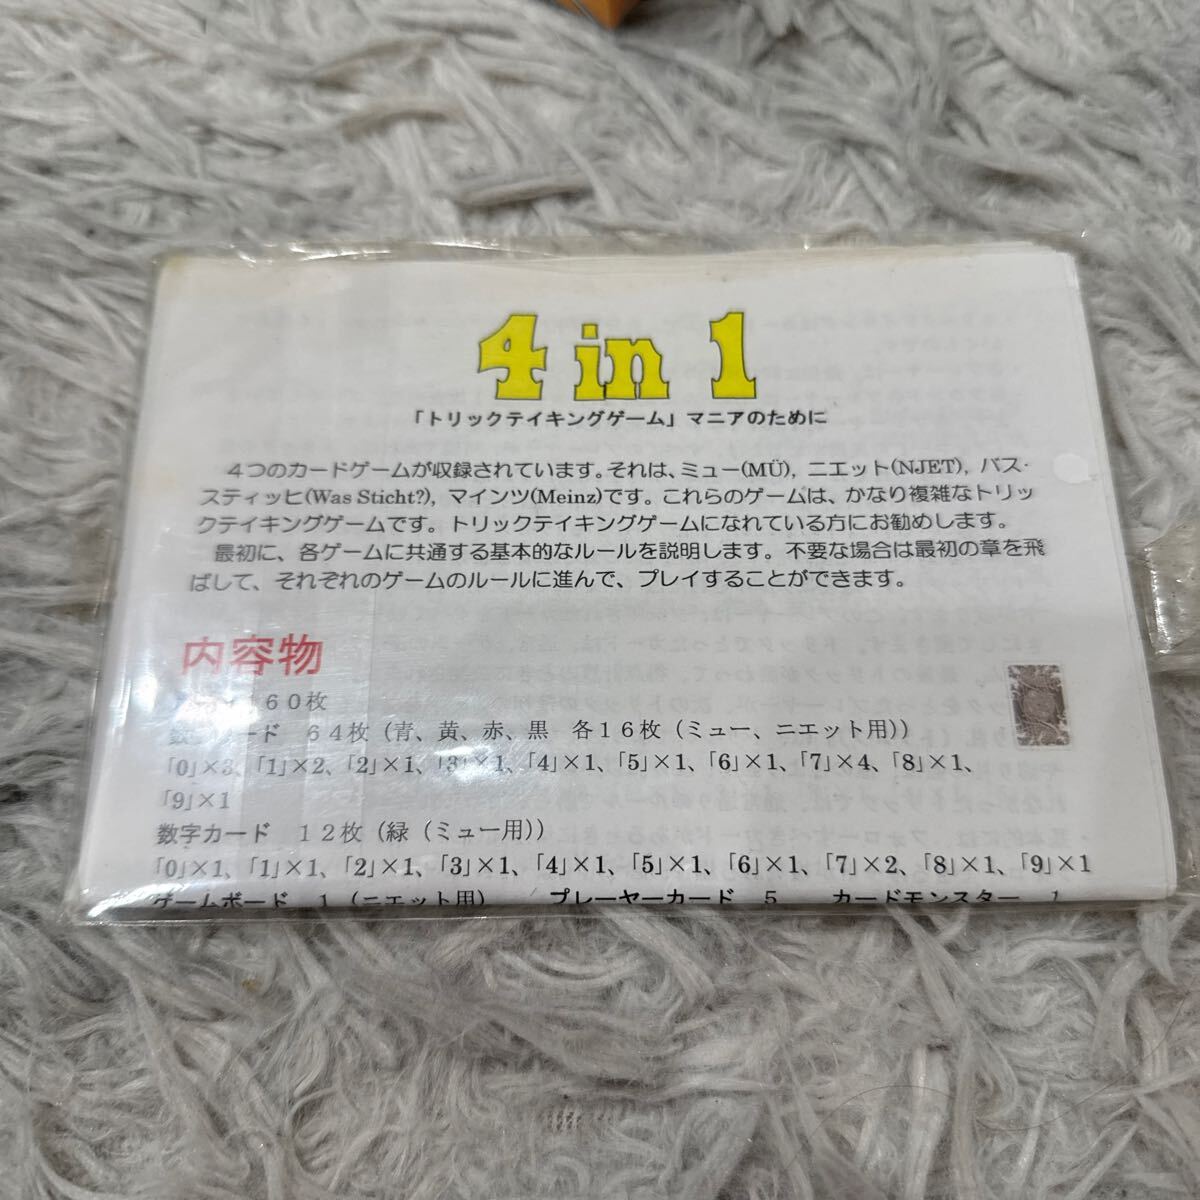 4 in 1
「トリックテイキングゲーム」マニアのために
４つのカードゲームが収録されています。それは、ミュー(MÜ), ニエット(NJET), バス・
スティッヒ(Was Sticht?), マインツ(Meinz)です。これらのゲームは、かなり複雑なトリッ
クテイキングゲームです。トリックテイキングゲームになれている方にお勧めします。
最初に、各ゲームに共通する基本的なルールを説明します。不要な場合は最初の章を飛
ばして、それぞれのゲームのルールに進んで、プレイすることができます。
内容物
６０枚
数字カード　６４枚（青、黄、赤、黒　各１６枚（ミュー、ニエット用））
「0」×3、「1」×2、「2」×1、「3」×1、「4」×1、「5」×1、「6」×1、「7」×4、「8」×1、
「9」×1
数字カード　１２枚（緑（ミュー用））
「0」×1、「1」×1、「2」×1、「3」×1、「4」×1、「5」×1、「6」×1、「7」×2、「8」×1、「9」×1
ゲームボード　1（ニエット用）　プレーヤーカード　5　カードモンスター　1